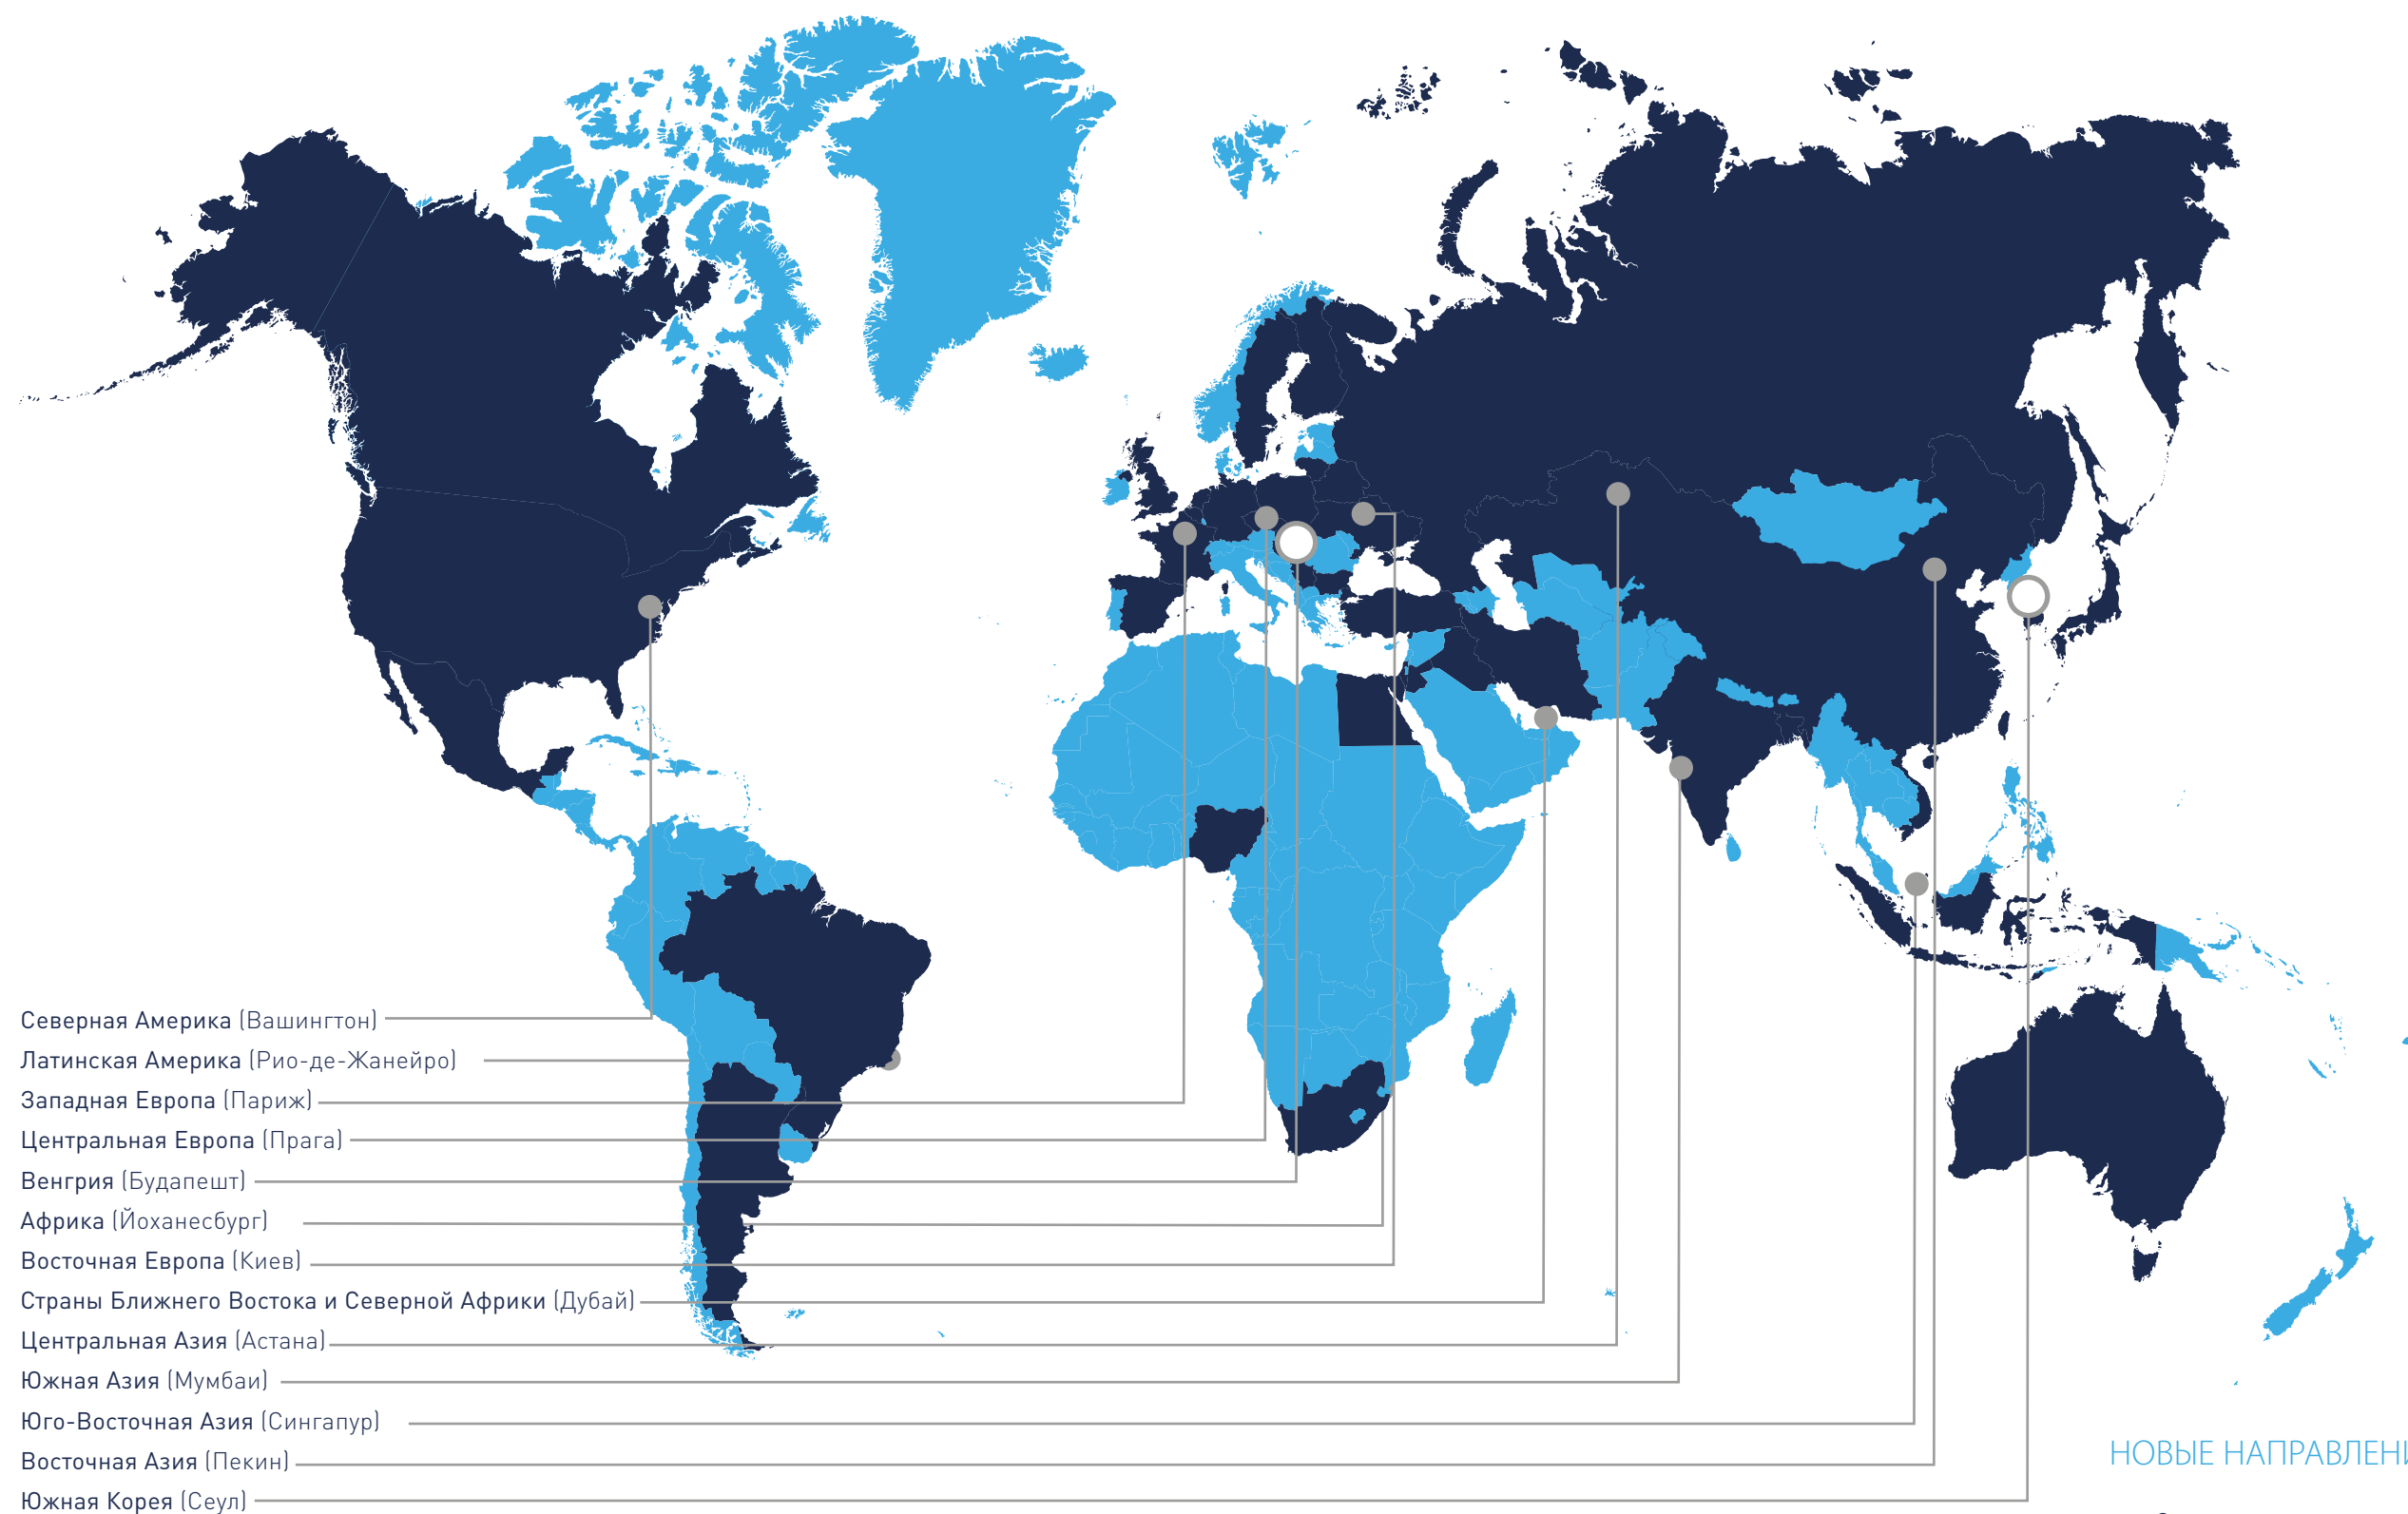 Северная Америка (Вашингтон)
Латинская Америка (Рио-де-Жанейро)
Западная Европа (Париж)
Центральная Европа (Прага)
Венгрия (Будапешт)
Африка (Йоханесбург)
Восточная Европа (Киев)
Страны Ближнего Востока и Северной Африки (Дубай)
Центральная Азия (Астана)
Южная Азия (Мумбаи)
Юго-Восточная Азия (Сингапур)
Восточная Азия (Пекин)
Южная Корея (Сеул)
НОВЫЕ